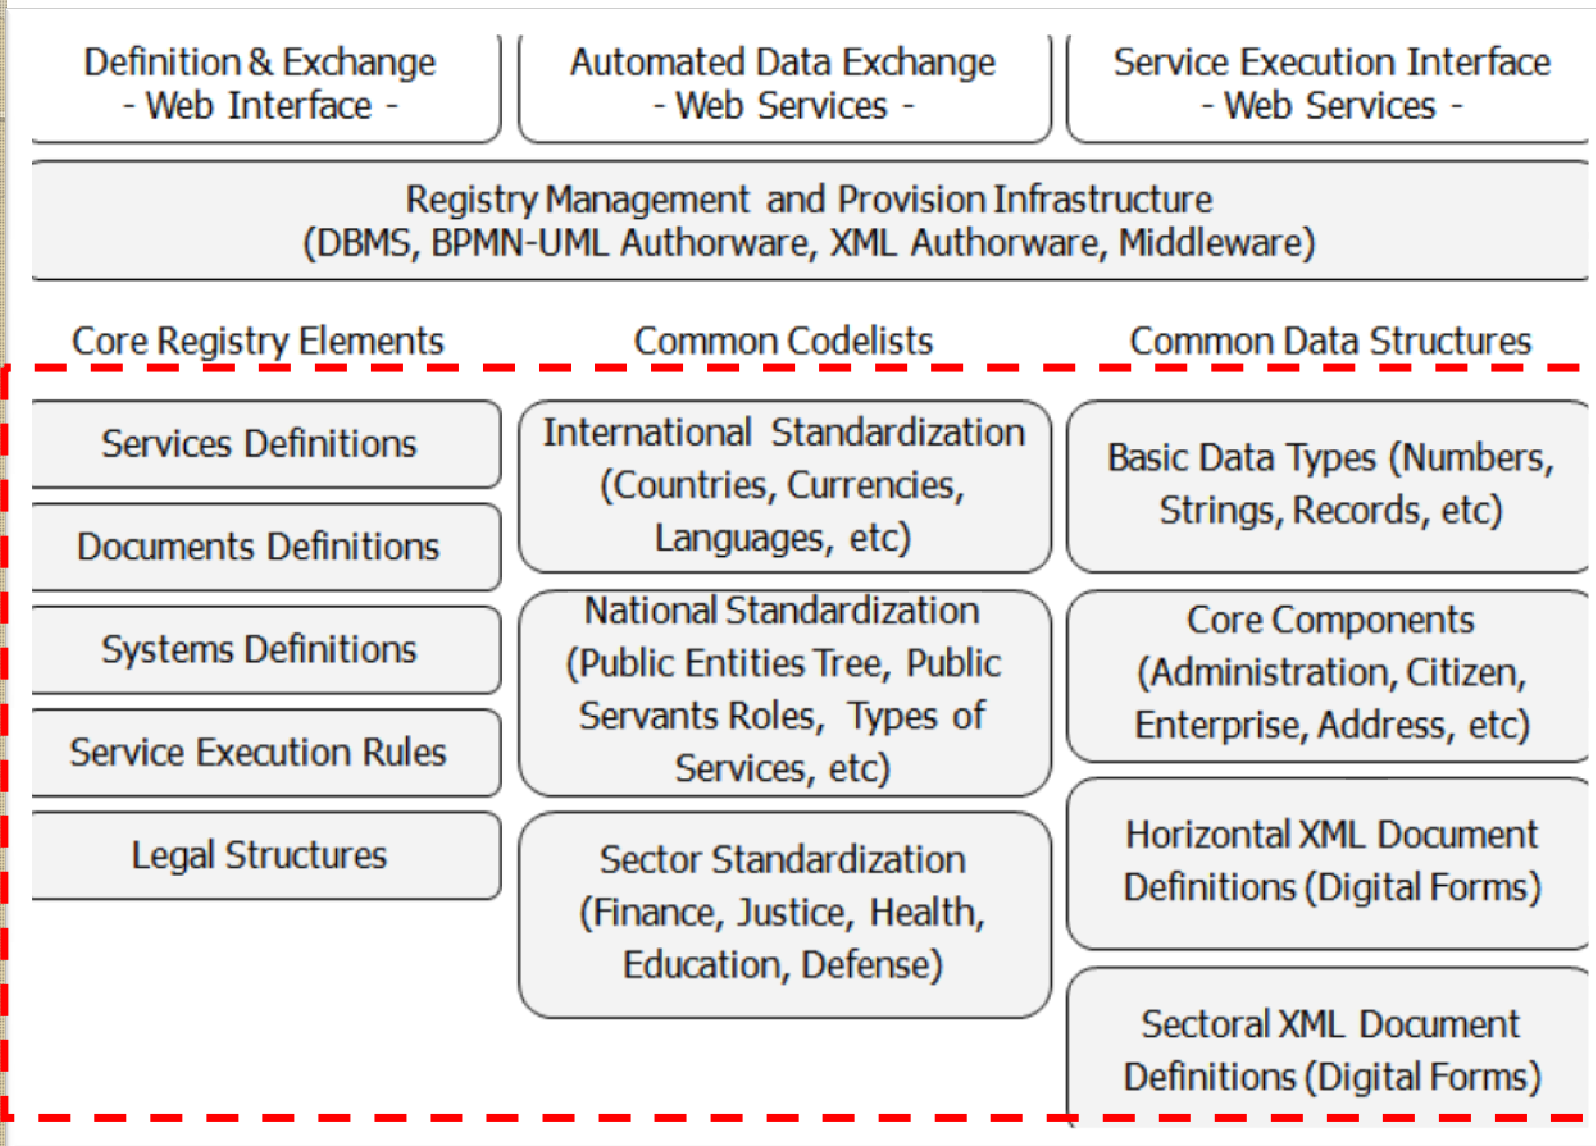 Definition & Exchange
- Web Interface -
Automated Data Exchange
- Web Services -
Service Execution Interface
- Web Services -
Registry Management and Provision Infrastructure
(DBMS, BPMN-UML Authorware, XML Authorware, Middleware)
Core Registry Elements
Services Definitions
Documents Definitions
Systems Definitions
Service Execution Rules
Legal Structures
Common Codelists
International Standardization
(Countries, Currencies,
Languages, etc)
National Standardization
(Public Entities Tree, Public
Servants Roles, Types of
Services, etc)
Sector Standardization
(Finance, Justice, Health,
Education, Defense)
Common Data Structures
Basic Data Types (Numbers,
Strings, Records, etc)
Core Components
(Administration, Citizen,
Enterprise, Address, etc)
Horizontal XML Document
Definitions (Digital Forms)
Sectoral XML Document
Definitions (Digital Forms)